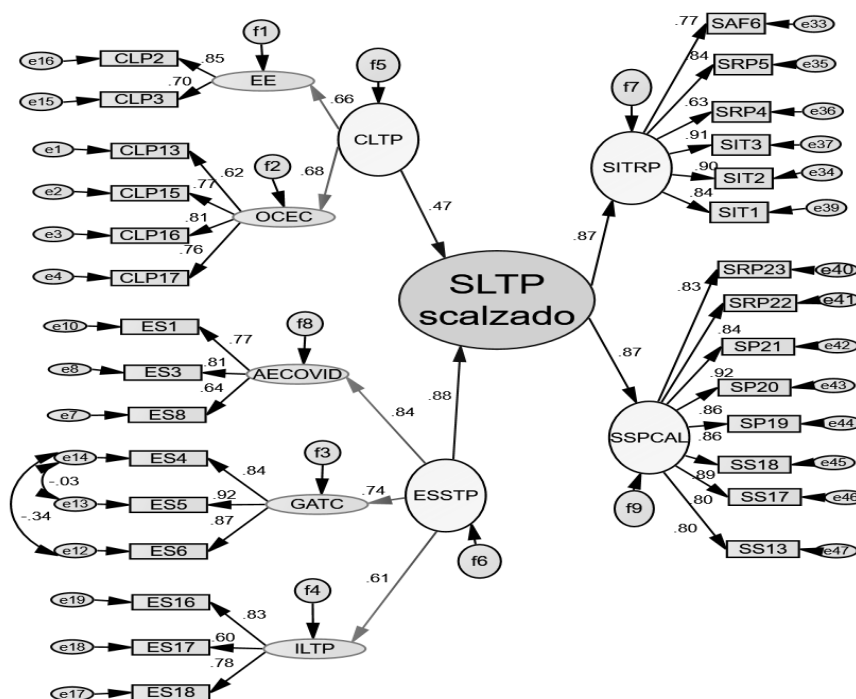 f1
e16
CLP2
.85
EE
e15
CLP3
.70
f5
.66
CLTP
.68
e1
CLP13
.62
f2
e2
CLP15
.77
OCEC
e3
CLP16
.81
e4
CLP17
.76
.47
SLTP
scalzado
e10
ES1
.77
f8
e8
ES3
.81
AECOVID
e7
ES8
.64
.84
.88
e14
ES4
.84
f3
-.03
e13
ES5
.92
GATC
.74
ESSTP
-.34
e12
ES6
.87
f6
.61
e19
ES16
.83
f4
e18
ES17
.60
ILTP
e17
ES18
.78
.77
SAF6
e33
.84
SRP5
e35
f7
.63
SRP4
e36
SITRP
.91
SIT3
e37
.90
SIT2
e34
.84
SIT1
e39
.87
.87
.83
SRP23
e40
SRP22
e41
.84
SP21
e42
.92
SP20
e43
.86
SP19
e44
SSPCAL
.86
SS18
e45
.89
SS17
e46
.80
f9
.80
SS13
e47